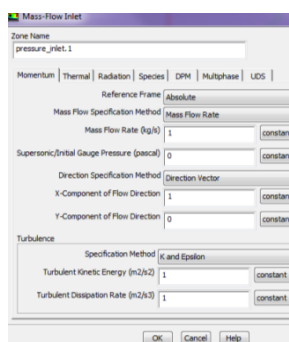 Mass-Flow Inlet
Zone Name
pressure_inlet.1
Momentum Thermal Radiation Species DPM Multiphase UDS
Reference Frame Absolute
Mass Flow Specification Method Mass Flow Rate
Mass Flow Rate (kg/s) 1 constan
Supersonic/Initial Gauge Pressure (pascal) 0 constan
Direction Specification Method Direction Vector
X-Component of Flow Direction 1 constan
Y-Component of Flow Direction 0 constan
Turbulence
Specification Method K and Epsilon
Turbulent Kinetic Energy (m2/s2) 1 constant
Turbulent Dissipation Rate (m2/s3) 1 constant
OK Cancel Help